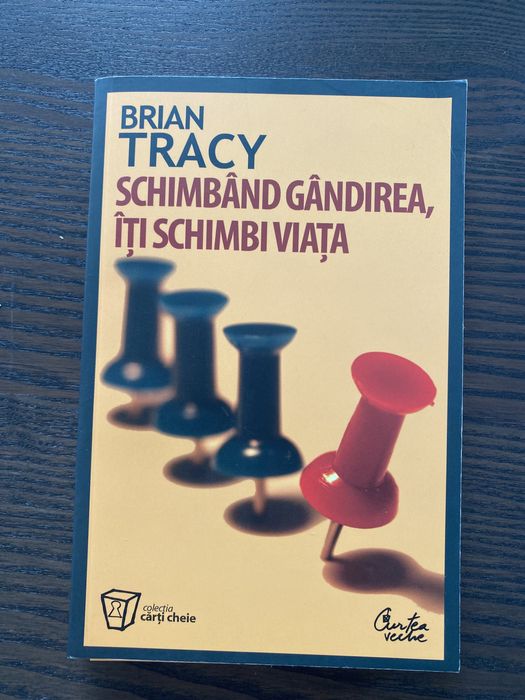 BRIAN
TRACY
SCHIMBÂND GÂNDIREA,
ÎȚI SCHIMBI VIAȚA
colecția
cărți cheie
Curtea
veche